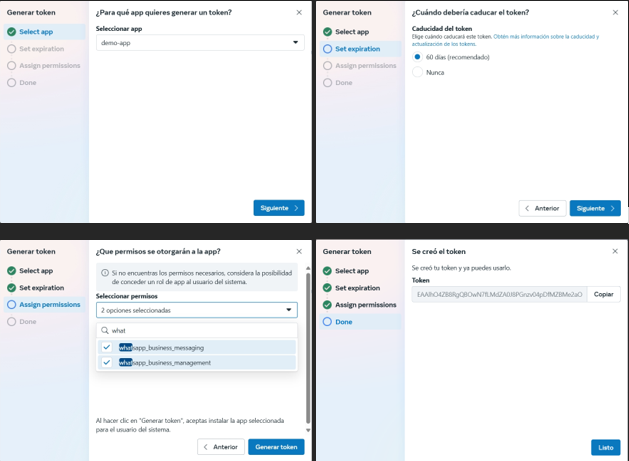 Generar token
Select app
Set expiration
Assign permissions
Done
¿Para qué app quieres generar un token?
Seleccionar app
demo-app
Siguiente
Generar token
Select app
Set expiration
Assign permissions
Done
¿Cuándo debería caducar el token?
Caducidad del token
Elige cuándo caducará este token. Obtén más información sobre la caducidad y
actualización de los tokens.
60 días (recomendado)
Nunca
Anterior
Siguiente
Generar token
Select app
Set expiration
Assign permissions
Done
¿Que permisos se otorgarán a la app?
Si no encuentras los permisos necesarios, considera la posibilidad
de conceder un rol de app al usuario del sistema.
Seleccionar permisos
2 opciones seleccionadas
what
whatsapp_business_messaging
whatsapp_business_management
Al hacer clic en "Generar token", aceptas instalar la app seleccionada
para el usuario del sistema.
Anterior
Generar token
Generar token
Select app
Set expiration
Assign permissions
Done
Se creó el token
Se creó tu token y ya puedes usarlo.
Token
Copiar
Listo